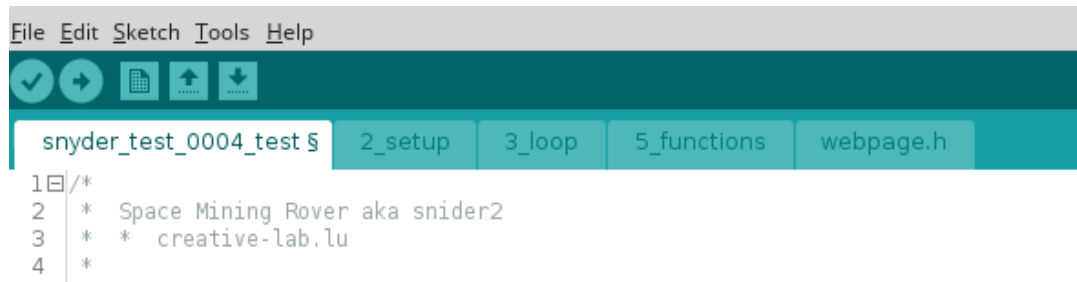 File Edit Sketch Tools Help
snyder_test_0004_test § 2_setup 3_loop 5_functions webpage.h
1 /*
2 * Space Mining Rover aka snider2
3 * * creative-lab.lu
4 *